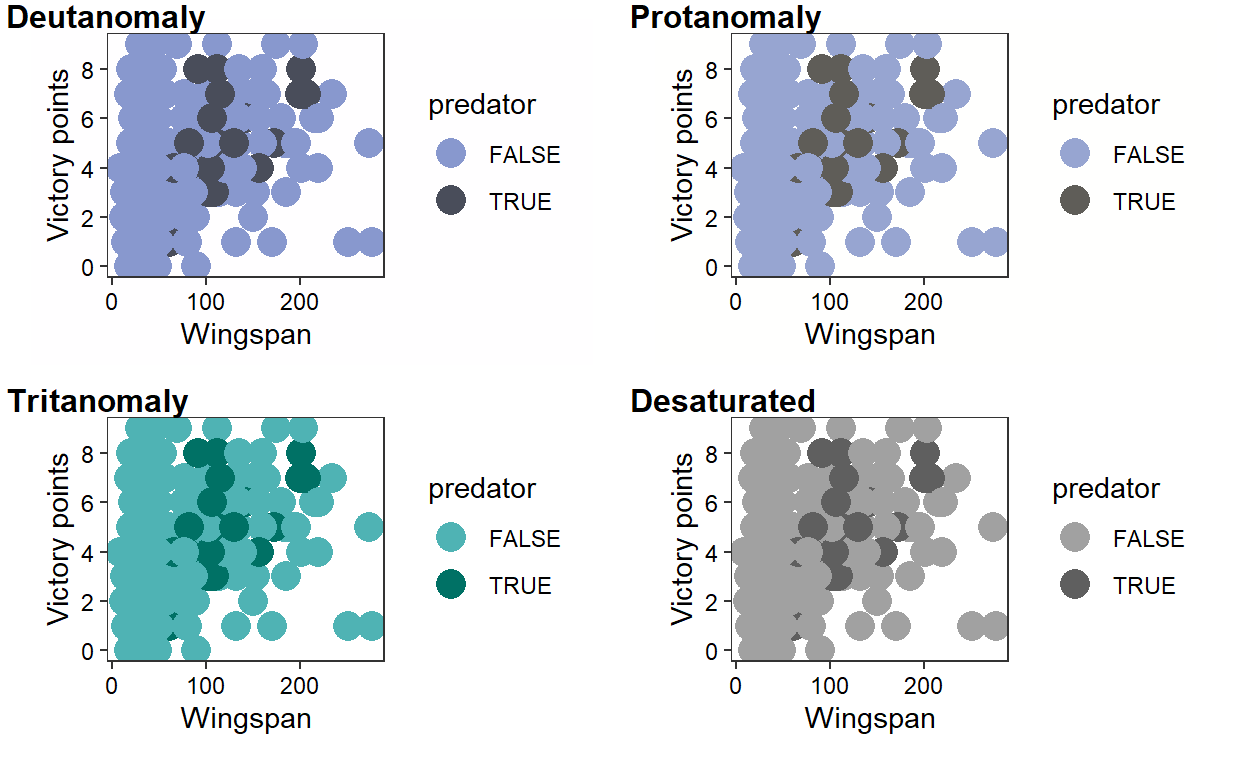 Deutanomaly
Victory points
8
6
4
2
0
0 100 200
Wingspan
predator
FALSE
TRUE
Protanomaly
Victory points
8
6
4
2
0
0 100 200
Wingspan
predator
FALSE
TRUE
Tritanomaly
Victory points
8
6
4
2
0
0 100 200
Wingspan
predator
FALSE
TRUE
Desaturated
Victory points
8
6
4
2
0
0 100 200
Wingspan
predator
FALSE
TRUE